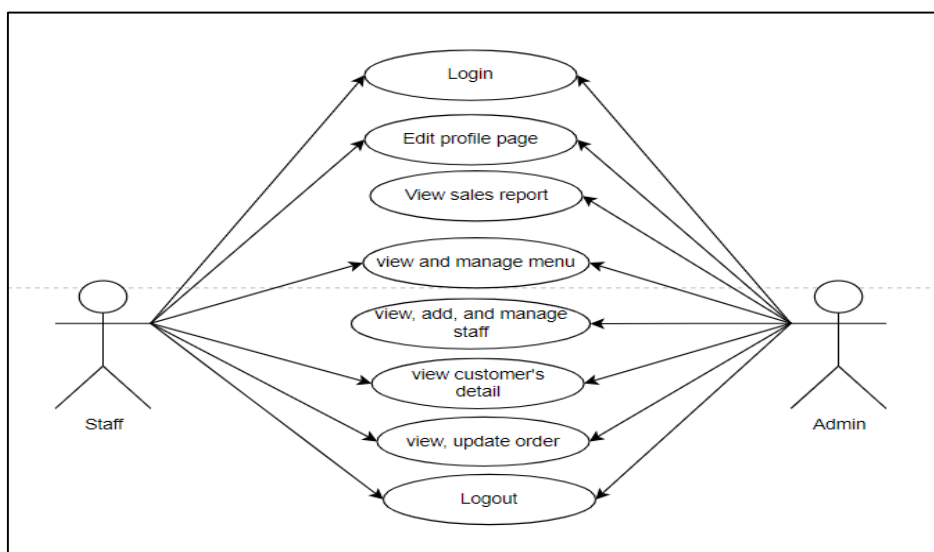 Login
Edit profile page
View sales report
view and manage menu
view, add, and manage
staff
view customer's
detail
Staff
Admin
view, update order
Logout